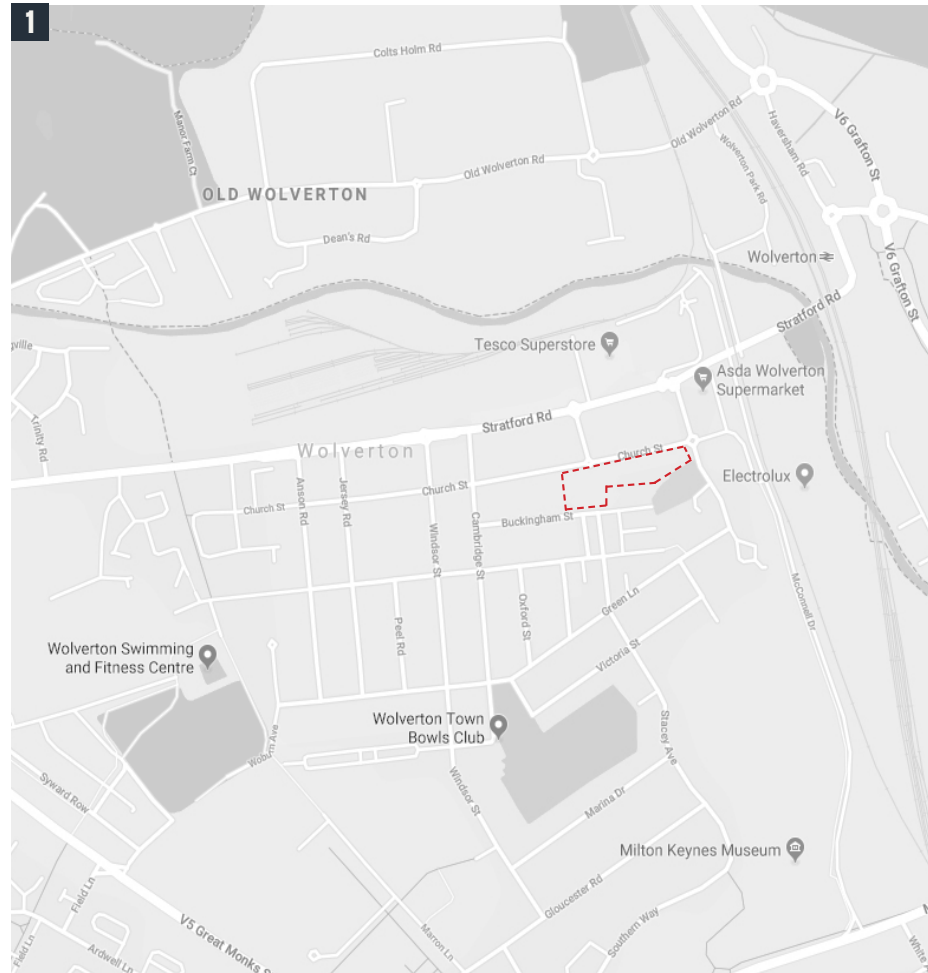 1
Colts Holm Rd
Manor Farm Ct
Old Wolverton Rd
V6 Grafton St
Haversham Rd
Wolverton Park Rd
Old Wolverton Rd
OLD WOLVERTON
Dean's Rd
Wolverton
V6 Grafton St
Stratford Rd
Tesco Superstore
Asda Wolverton
Supermarket
Trinity Rd
Stratford Rd
Wolverton
Church St
Electrolux
Anson Rd
Jersey Rd
Church St
Church St
Buckingham St
Windsor St
Cambridge St
McConnell Dr
Green Ln
Oxford St
Peel Rd
Victoria St
Wolverton Swimming
and Fitness Centre
Wolverton Town
Bowls Club
Stacey Ave
Woburn Ave
Windsor St
Syward Row
Marina Dr
Milton Keynes Museum
Gloucester Rd
Field Ln
V5 Great Monks S
Southern Way
Marron Ln
Field Ln
Ardwell Ln